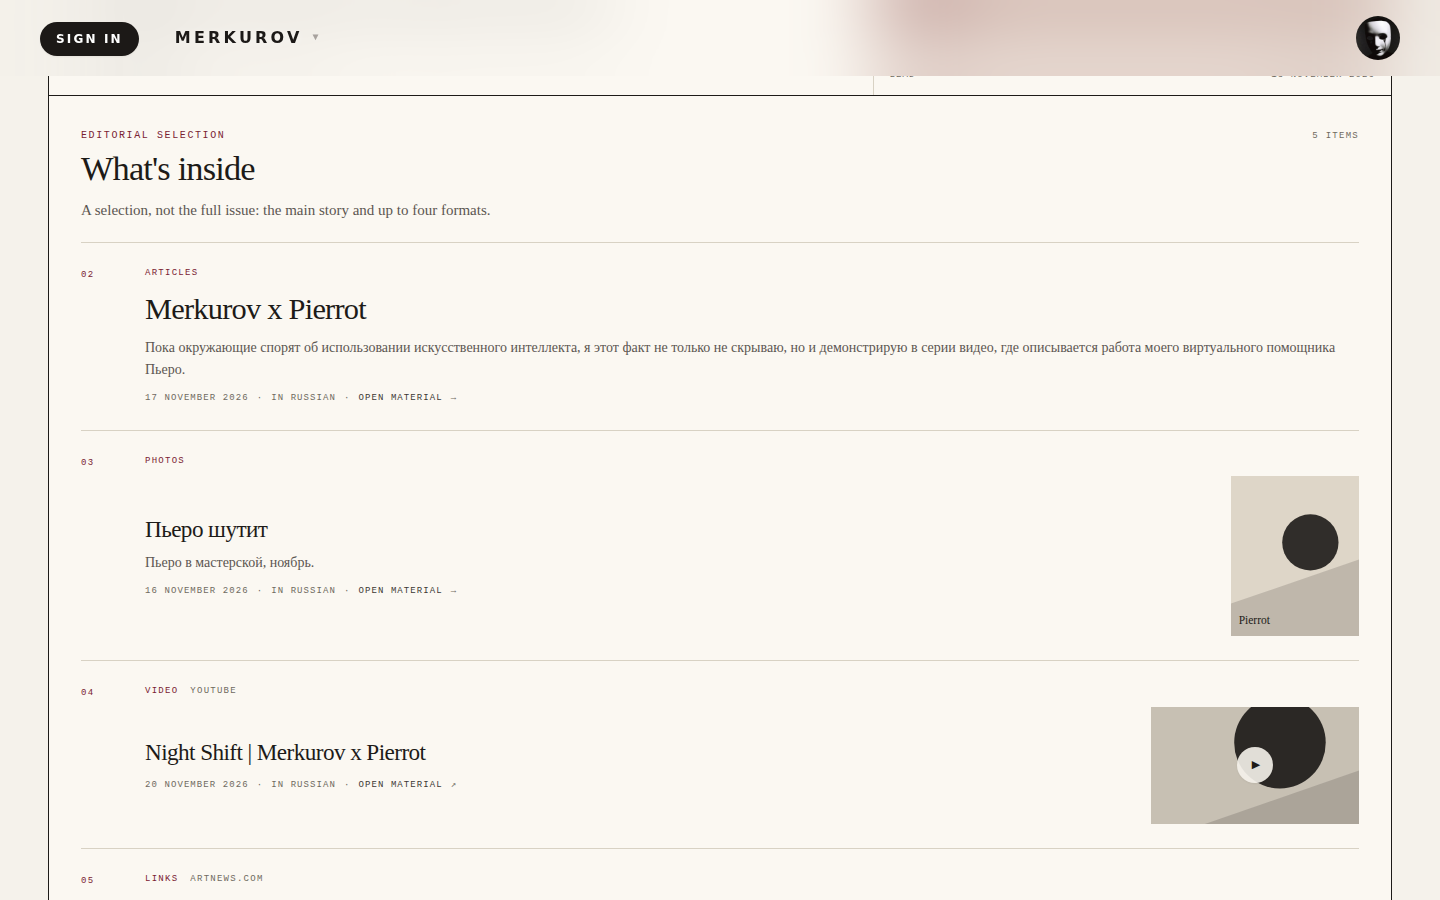 SIGN IN
MERKUROV
EDITORIAL SELECTION
5 ITEMS
What's inside
A selection, not the full issue: the main story and up to four formats.
02
ARTICLES
Merkurov x Pierrot
Пока окружающие спорят об использовании искусственного интеллекта, я этот факт не только не скрываю, но и демонстрирую в серии видео, где описывается работа моего виртуального помощника
Пьеро.
17 NOVEMBER 2026 · IN RUSSIAN · OPEN MATERIAL →
03
PHOTOS
Пьеро шутит
Пьеро в мастерской, ноябрь.
16 NOVEMBER 2026 · IN RUSSIAN · OPEN MATERIAL →
Pierrot
04
VIDEO YOUTUBE
Night Shift | Merkurov x Pierrot
20 NOVEMBER 2026 · IN RUSSIAN · OPEN MATERIAL ↗
05
LINKS ARTNEWS.COM